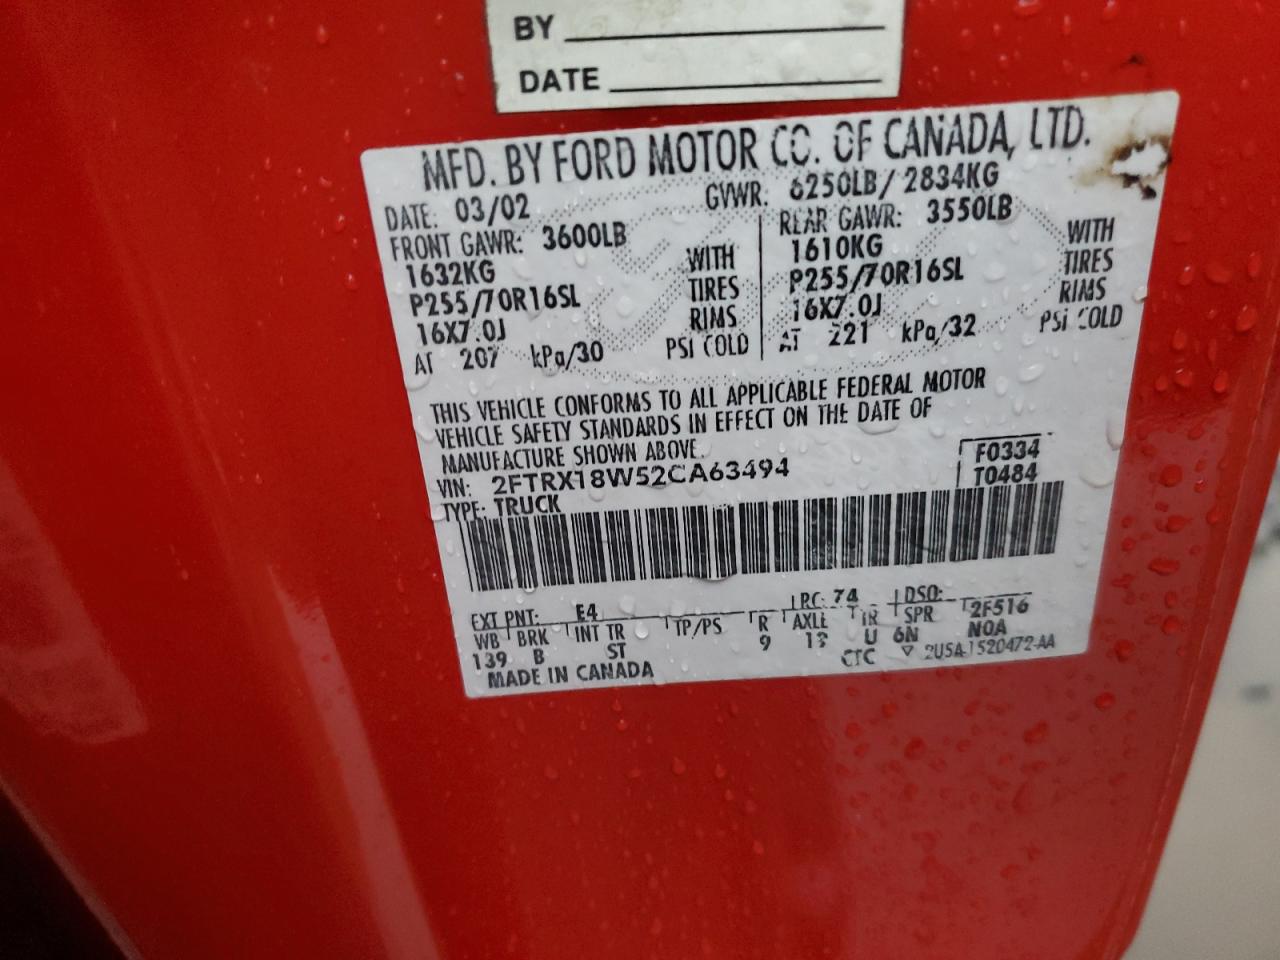 BY
DATE
MFD. BY FORD MOTOR CO. OF CANADA, LTD.
DATE: 03/02 GVWR: 6250LB/2834KG
FRONT GAWR: 3600LB REAR GAWR: 3550LB
1632KG WITH 1610KG WITH
P255/70R16SL TIRES P255/70R16SL TIRES
16X7.0J RIMS 16X7.0J RIMS
AT 207 kPa/30 PSI COLD AT 221 kPa/32 PSI COLD
THIS VEHICLE CONFORMS TO ALL APPLICABLE FEDERAL MOTOR
VEHICLE SAFETY STANDARDS IN EFFECT ON THE DATE OF
MANUFACTURE SHOWN ABOVE.
VIN: 2FTRX18W52CA63494 F0334
TYPE: TRUCK T0484
EXT PNT: E4 RC: 74 DSO:
WB BRK INT TR TP/PS R AXLE TR SPR 2F516
139 B ST 9 U 6N NOA
MADE IN CANADA CTC ▽ 2U5A-1520472-AA